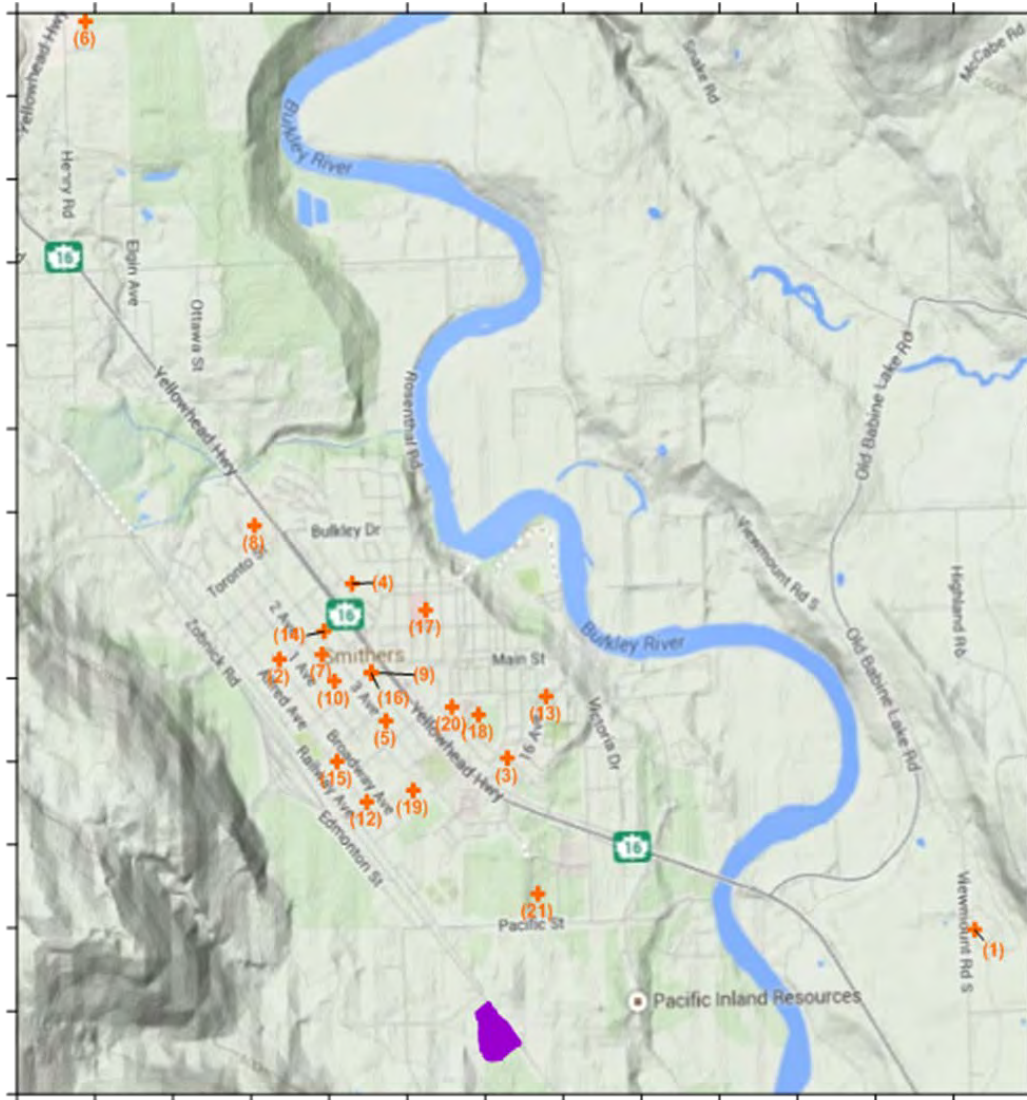 (6)
Yellowhead Hwy
McCabe Rd
Snake Rd
Bulkley River
Henry Rd
16
Elgin Ave
Ottawa St
Yellowhead Hwy
Rosenthal Rd
Old Babine Lake Rd
(8)
Bulkley Dr
Viewmount Rd S
Toronto St
(4)
Highland Rb
16
2 Ave
(17)
(14)
Bulkley River
Zobnick Rd
Smithers
Main St
(2)
(7)
1 Ave
(9)
Old Babine Lake Rd
(10)
(16)
Alfred Ave
3 Ave
(13)
(20)
(18)
Victoria Dr
(5)
Yellowhead Hwy
16 Ave
(3)
Broadway Ave
Railway Ave
(15)
(12)
(19)
Edmonton St
16
(21)
Pacific St
Wewmount Rd S
(1)
Pacific Inland Resources